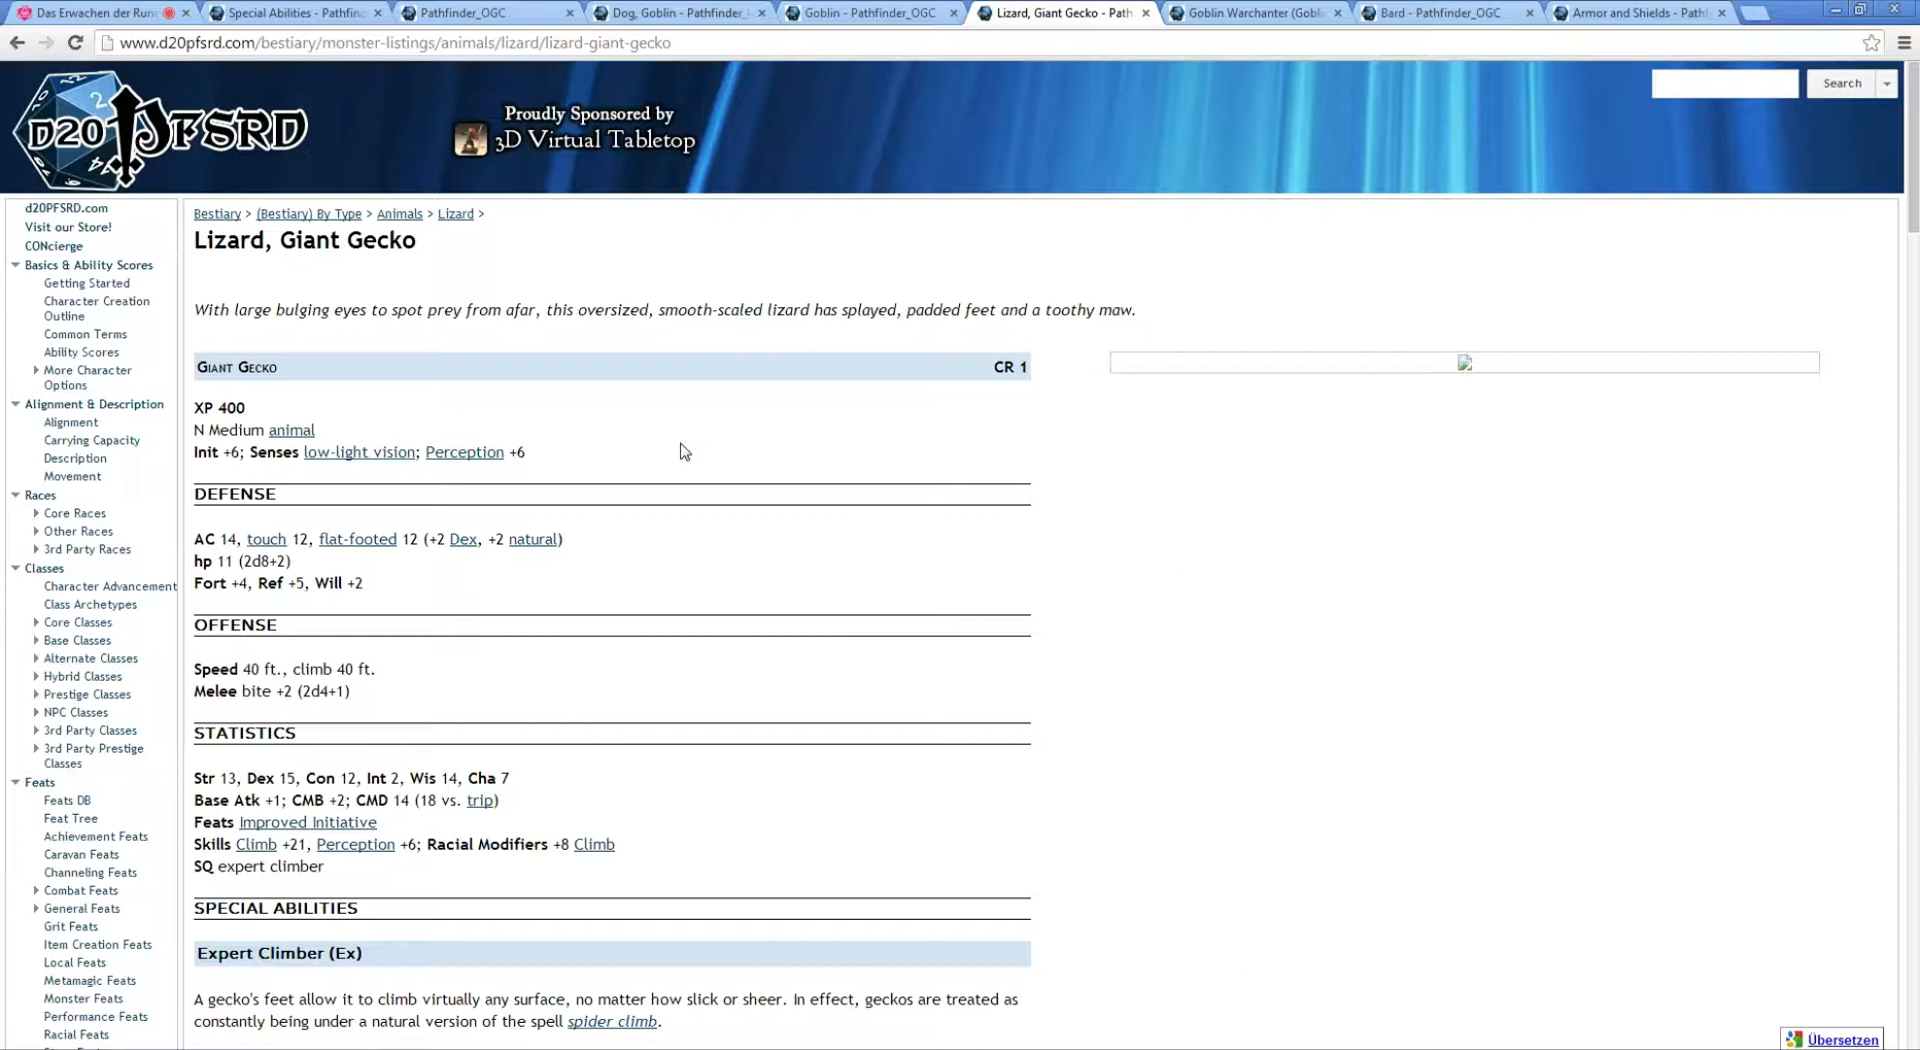 Das Erwachen der Rune
Special Abilities - Pathfin
Pathfinder_OGC
Dog, Goblin - Pathfinder_
Goblin - Pathfinder_OGC
Lizard, Giant Gecko - Path
Goblin Warchanter (Gobl
Bard - Pathfinder_OGC
Armor and Shields - Path
www.d20pfsrd.com/bestiary/monster-listings/animals/lizard/lizard-giant-gecko
D20PFSRD
Proudly Sponsored by
3D Virtual Tabletop
Search
d20PFSRD.com
Visit our Store!
CONcierge
Basics & Ability Scores
Getting Started
Character Creation
Outline
Common Terms
Ability Scores
More Character
Options
Alignment & Description
Alignment
Carrying Capacity
Description
Movement
Races
Core Races
Other Races
3rd Party Races
Classes
Character Advancement
Class Archetypes
Core Classes
Base Classes
Alternate Classes
Hybrid Classes
Prestige Classes
NPC Classes
3rd Party Classes
3rd Party Prestige
Classes
Feats
Feats DB
Feat Tree
Achievement Feats
Caravan Feats
Channeling Feats
Combat Feats
General Feats
Grit Feats
Item Creation Feats
Local Feats
Metamagic Feats
Monster Feats
Performance Feats
Racial Feats
Bestiary > (Bestiary) By Type > Animals > Lizard >
Lizard, Giant Gecko
With large bulging eyes to spot prey from afar, this oversized, smooth-scaled lizard has splayed, padded feet and a toothy maw.
GIANT GECKO CR 1
XP 400
N Medium animal
Init +6; Senses low-light vision; Perception +6
DEFENSE
AC 14, touch 12, flat-footed 12 (+2 Dex, +2 natural)
hp 11 (2d8+2)
Fort +4, Ref +5, Will +2
OFFENSE
Speed 40 ft., climb 40 ft.
Melee bite +2 (2d4+1)
STATISTICS
Str 13, Dex 15, Con 12, Int 2, Wis 14, Cha 7
Base Atk +1; CMB +2; CMD 14 (18 vs. trip)
Feats Improved Initiative
Skills Climb +21, Perception +6; Racial Modifiers +8 Climb
SQ expert climber
SPECIAL ABILITIES
Expert Climber (Ex)
A gecko's feet allow it to climb virtually any surface, no matter how slick or sheer. In effect, geckos are treated as
constantly being under a natural version of the spell spider climb.
Übersetzen